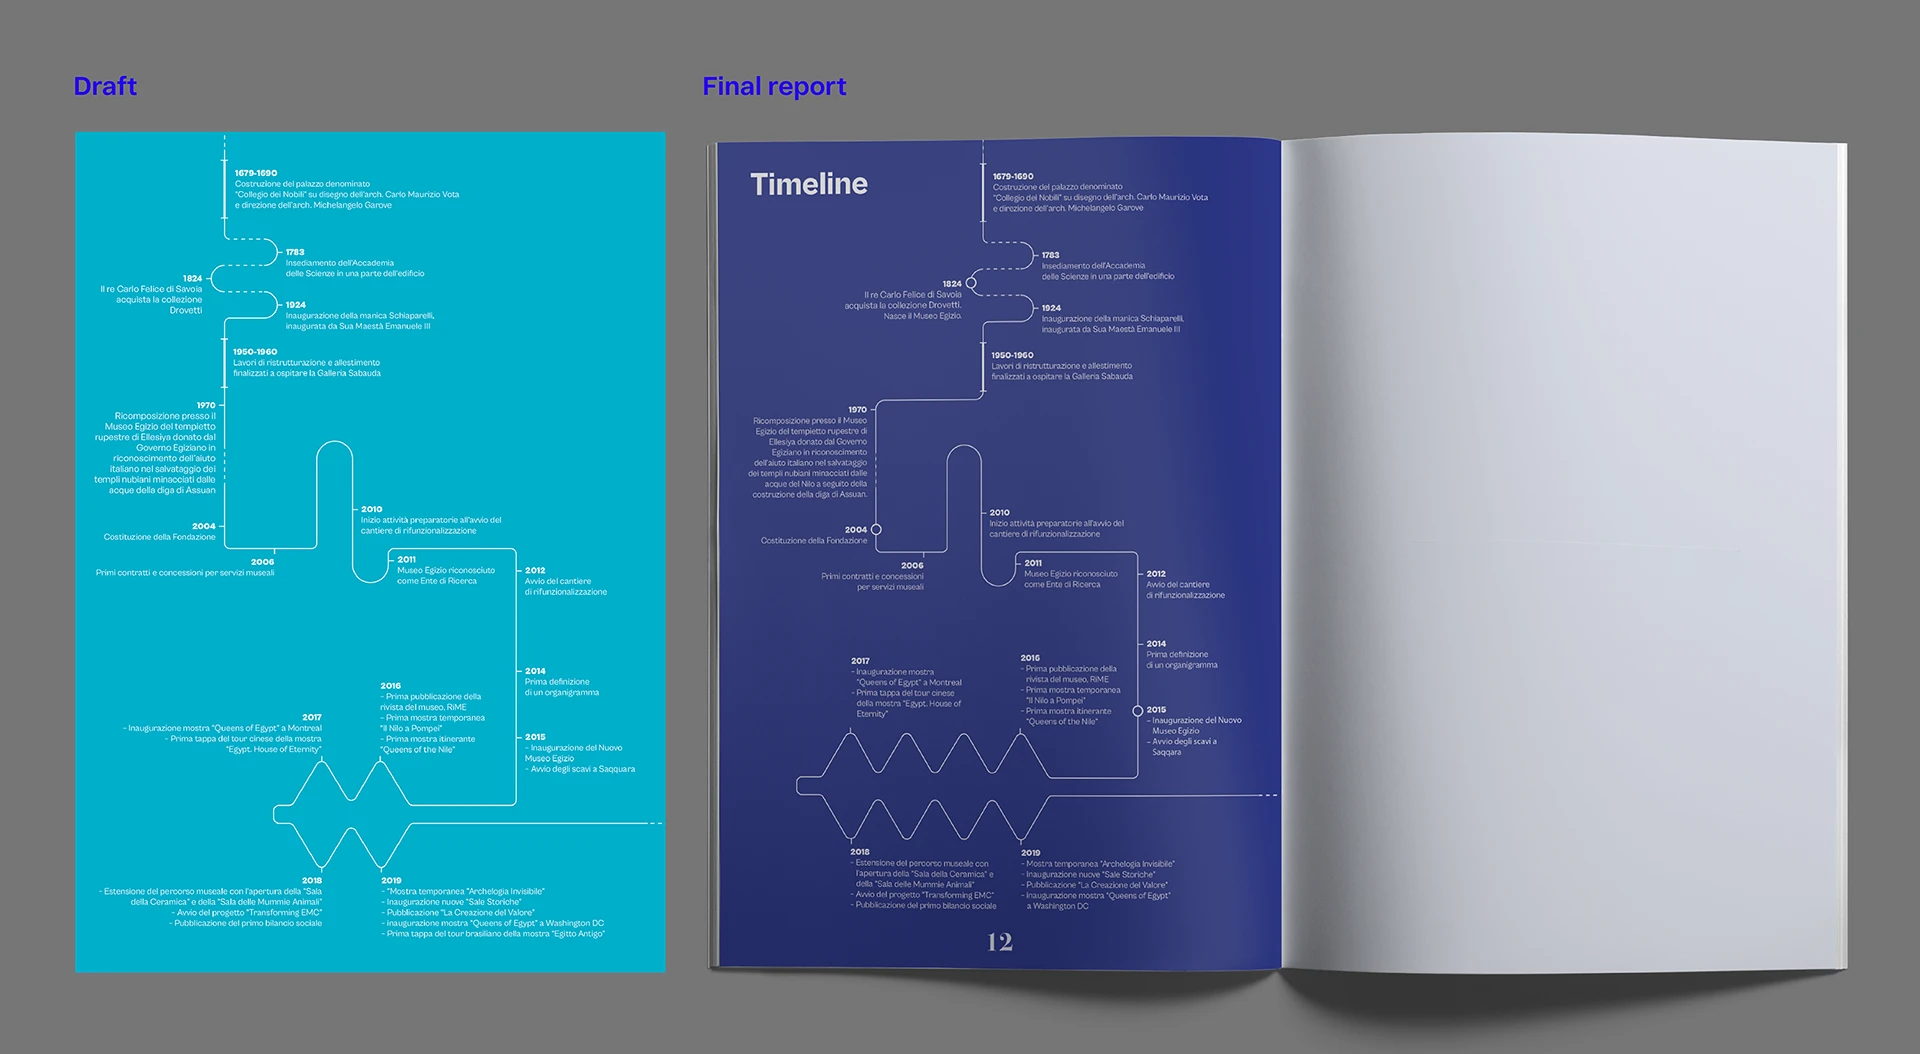 Draft
1679-1690
Costruzione del palazzo denominato
"Collegio dei Nobili" su disegno dell'arch. Carlo Maurizio Vota
e direzione dell'arch. Michelangelo Garove
1783
Insediamento dell'Accademia
delle Scienze in una parte dell'edificio
1824
Il re Carlo Felice di Savoia
acquista la collezione
Drovetti
1924
Inaugurazione della manica Schiaparelli,
inaugurata da Sua Maestà Emanuele III
1950-1960
Lavori di ristrutturazione e allestimento
finalizzati a ospitare la Galleria Sabauda
1970
Ricomposizione presso il
Museo Egizio del tempietto
rupestre di Ellesiya donato dal
Governo Egiziano in
riconoscimento dell'aiuto
italiano nel salvataggio dei
templi nubiani minacciati dalle
acque della diga di Assuan
2004
Costituzione della Fondazione
2006
Primi contratti e concessioni per servizi museali
2010
Inizio attività preparatorie all'avvio del
cantiere di rifunzionalizzazione
2011
Museo Egizio riconosciuto
come Ente di Ricerca
2012
Avvio del cantiere
di rifunzionalizzazione
2014
Prima definizione
di un organigramma
2015
- Inaugurazione del Nuovo
Museo Egizio
- Avvio degli scavi a Saqquara
2016
- Prima pubblicazione della
rivista del museo, RiME
- Prima mostra temporanea
"Il Nilo a Pompei"
- Prima mostra itinerante
"Queens of the Nile"
2017
- Inaugurazione mostra "Queens of Egypt" a Montreal
- Prima tappa del tour cinese della mostra
"Egypt. House of Eternity"
2018
- Estensione del percorso museale con l'apertura della "Sala
della Ceramica" e della "Sala delle Mummie Animali"
- Avvio del progetto "Transforming EMC"
- Pubblicazione del primo bilancio sociale
2019
- "Mostra temporanea "Archelogia Invisibile"
- Inaugurazione nuove "Sale Storiche"
- Pubblicazione "La Creazione del Valore"
- inaugurazione mostra "Queens of Egypt" a Washington DC
- Prima tappa del tour brasiliano della mostra "Egitto Antigo"
Final report
Timeline
1679-1690
Costruzione del palazzo denominato
"Collegio dei Nobili" su disegno dell'arch. Carlo Maurizio Vota
e direzione dell'arch. Michelangelo Garove
1783
Insediamento dell'Accademia
delle Scienze in una parte dell'edificio
1824
Il re Carlo Felice di Savoia
acquista la collezione Drovetti.
Nasce il Museo Egizio.
1924
Inaugurazione della manica Schiaparelli,
inaugurata da Sua Maestà Emanuele III
1950-1960
Lavori di ristrutturazione e allestimento
finalizzati a ospitare la Galleria Sabauda
1970
Ricomposizione presso il Museo
Egizio del tempietto rupestre di
Ellesiya donato dal Governo
Egiziano in riconoscimento
dell'aiuto italiano nel salvataggio
dei templi nubiani minacciati dalle
acque del Nilo a seguito della
costruzione della diga di Assuan.
2004
Costituzione della Fondazione
2006
Primi contratti e concessioni
per servizi museali
2010
Inizio attività preparatorie all'avvio del
cantiere di rifunzionalizzazione
2011
Museo Egizio riconosciuto
come Ente di Ricerca
2012
Avvio del cantiere
di rifunzionalizzazione
2014
Prima definizione
di un organigramma
2015
- Inaugurazione del Nuovo
Museo Egizio
- Avvio degli scavi a
Saqqara
2016
- Prima pubblicazione della
rivista del museo, RiME
- Prima mostra temporanea
"Il Nilo a Pompei"
- Prima mostra itinerante
"Queens of the Nile"
2017
- Inaugurazione mostra
"Queens of Egypt" a Montreal
- Prima tappa del tour cinese
della mostra "Egypt. House of
Eternity"
2018
- Estensione del percorso museale con
l'apertura della "Sala della Ceramica" e
della "Sala delle Mummie Animali"
- Avvio del progetto "Transforming EMC"
- Pubblicazione del primo bilancio sociale
2019
- Mostra temporanea "Archelogia Invisibile"
- Inaugurazione nuove "Sale Storiche"
- Pubblicazione "La Creazione del Valore"
- Inaugurazione mostra "Queens of Egypt"
a Washington DC
12